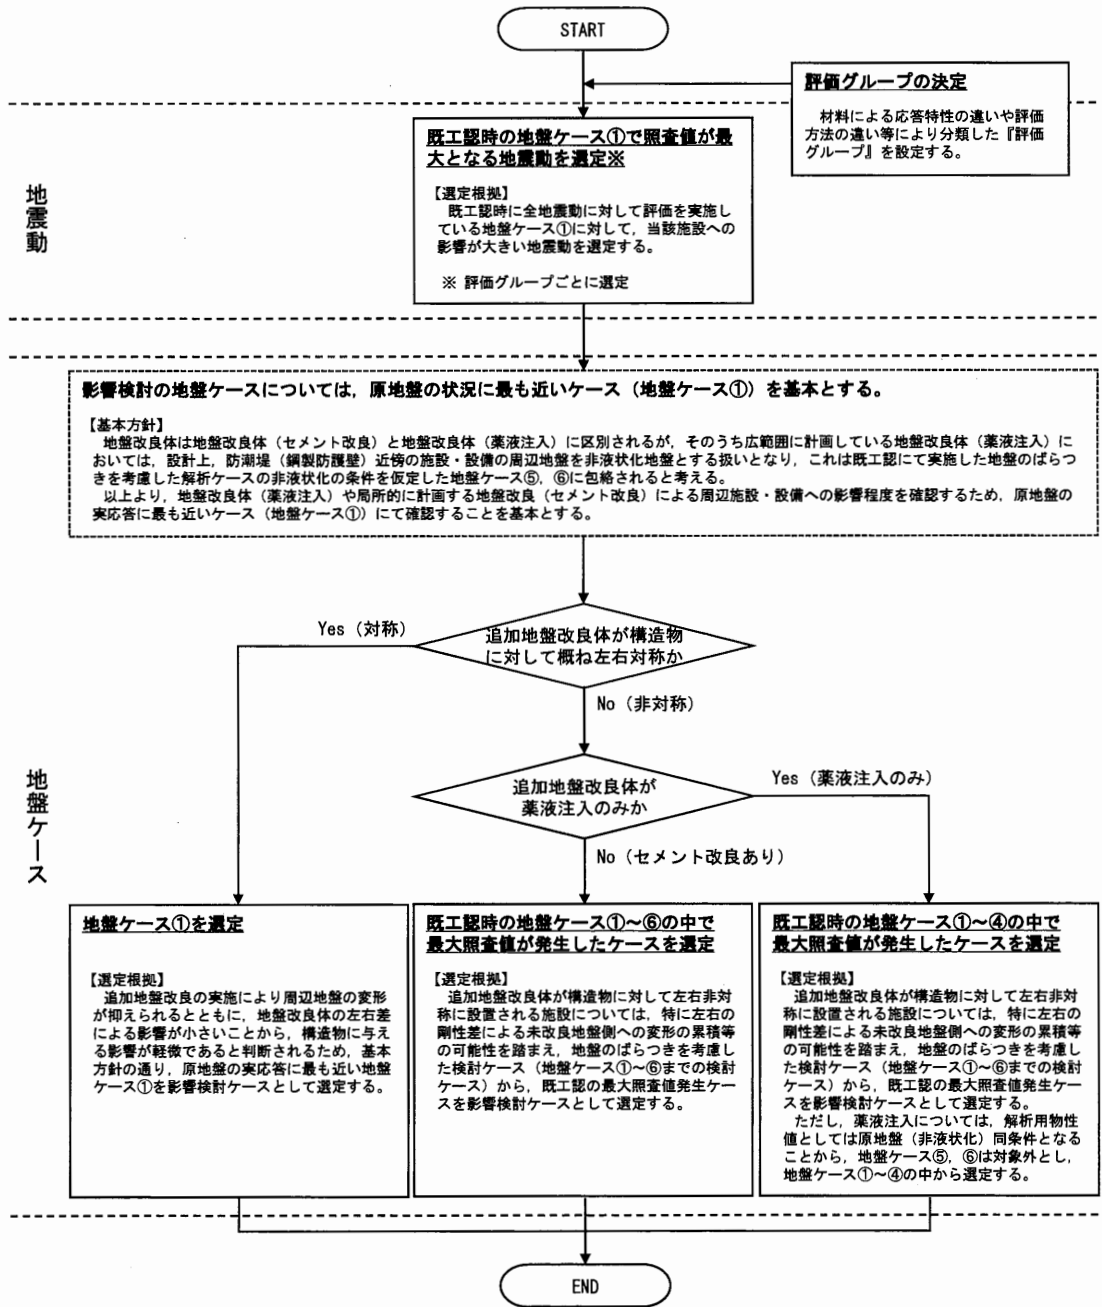 START
評価グループの決定
材料による応答特性の違いや評価
方法の違い等により分類した『評価
グループ』を設定する。
地震動
既工認時の地盤ケース①で照査値が最
大となる地震動を選定※
【選定根拠】
既工認時に全地震動に対して評価を実施し
ている地盤ケース①に対して，当該施設への
影響が大きい地震動を選定する。
※ 評価グループごとに選定
影響検討の地盤ケースについては，原地盤の状況に最も近いケース（地盤ケース①）を基本とする。
【基本方針】
地盤改良体は地盤改良体（セメント改良）と地盤改良体（薬液注入）に区別されるが，そのうち広範囲に計画している地盤改良体（薬液注入）に
おいては，設計上，防潮堤（鋼製防護壁）近傍の施設・設備の周辺地盤を非液状化地盤とする扱いとなり，これは既工認にて実施した地盤のばらつ
きを考慮した解析ケースの非液状化の条件を仮定した地盤ケース⑤，⑥に包絡されると考える。
以上より，地盤改良体（薬液注入）や局所的に計画する地盤改良（セメント改良）による周辺施設・設備への影響程度を確認するため，原地盤の
実応答に最も近いケース（地盤ケース①）にて確認することを基本とする。
地盤ケース
追加地盤改良体が構造物
に対して概ね左右対称か
Yes（対称）
No（非対称）
追加地盤改良体が
薬液注入のみか
Yes（薬液注入のみ）
No（セメント改良あり）
地盤ケース①を選定
【選定根拠】
追加地盤改良の実施により周辺地盤の変形
が抑えられるとともに，地盤改良体の左右差
による影響が小さいことから，構造物に与え
る影響が軽微であると判断されるため，基本
方針の通り，原地盤の実応答に最も近い地盤
ケース①を影響検討ケースとして選定する。
既工認時の地盤ケース①～⑥の中で
最大照査値が発生したケースを選定
【選定根拠】
追加地盤改良体が構造物に対して左右非対
称に設置される施設については，特に左右の
剛性差による未改良地盤側への変形の累積等
の可能性を踏まえ，地盤のばらつきを考慮し
た検討ケース（地盤ケース①～⑥までの検討
ケース）から，既工認の最大照査値発生ケー
スを影響検討ケースとして選定する。
既工認時の地盤ケース①～④の中で
最大照査値が発生したケースを選定
【選定根拠】
追加地盤改良体が構造物に対して左右非対
称に設置される施設については，特に左右の
剛性差による未改良地盤側への変形の累積等
の可能性を踏まえ，地盤のばらつきを考慮し
た検討ケース（地盤ケース①～⑥までの検討
ケース）から，既工認の最大照査値発生ケー
スを影響検討ケースとして選定する。
ただし，薬液注入については，解析用物性
値としては原地盤（非液状化）同条件となる
ことから，地盤ケース⑤，⑥は対象外とし，
地盤ケース①～④の中から選定する。
END